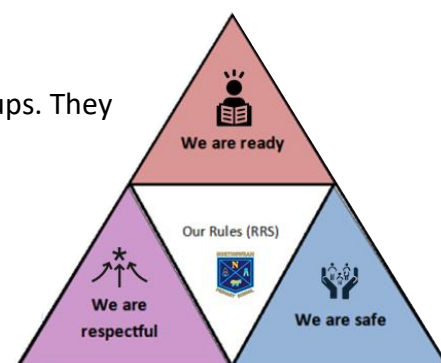 ups. They
We are ready
Our Rules (RRS)
N
A
We are
respectful
We are safe